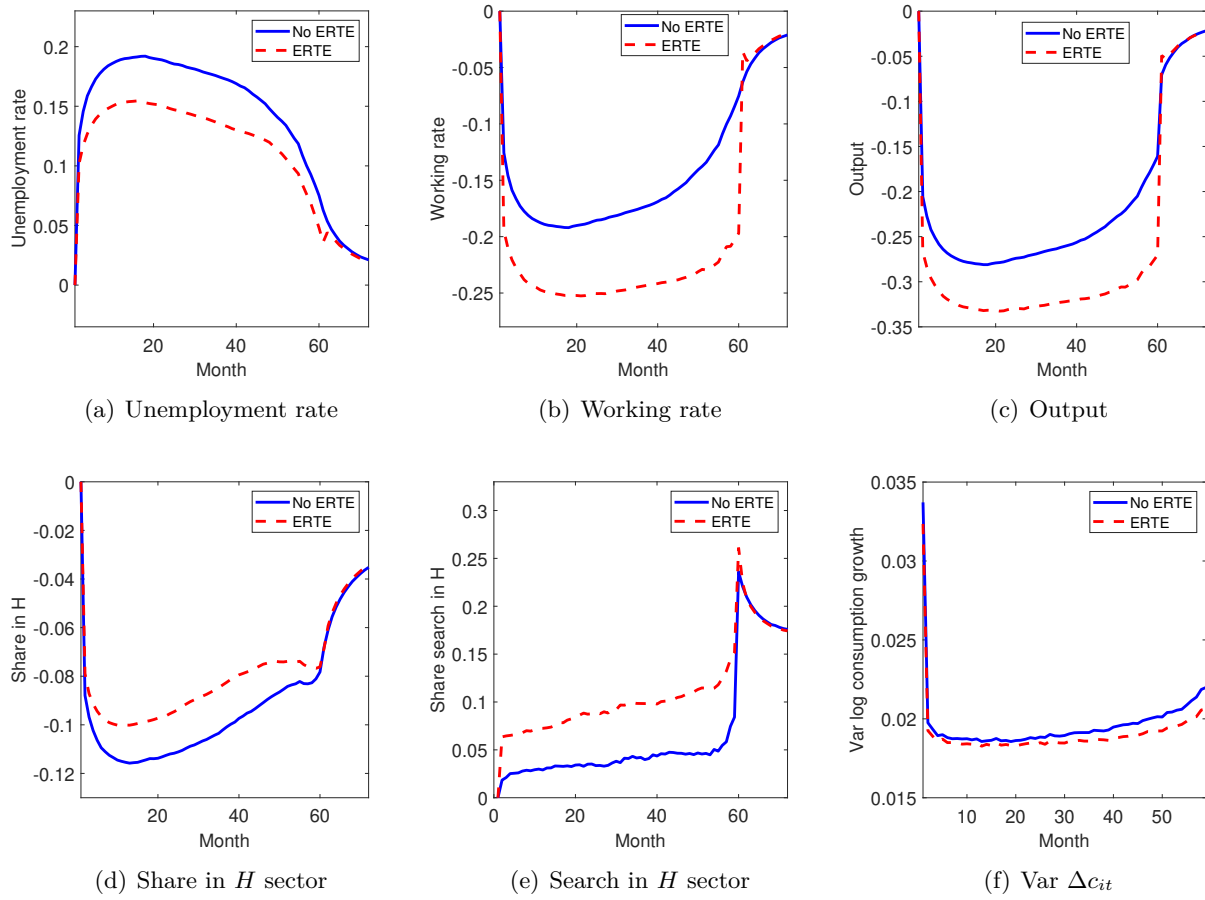 No ERTE
ERTE
Unemployment rate
0.2
0.15
0.1
0.05
0
20
40
60
Month
(a) Unemployment rate
No ERTE
ERTE
Working rate
0
-0.05
-0.1
-0.15
-0.2
-0.25
20
40
60
Month
(b) Working rate
No ERTE
ERTE
Output
0
-0.05
-0.1
-0.15
-0.2
-0.25
-0.3
-0.35
20
40
60
Month
(c) Output
No ERTE
ERTE
Share in H
0
-0.02
-0.04
-0.06
-0.08
-0.1
-0.12
20
40
60
Month
(d) Share in H sector
No ERTE
ERTE
Share search in H
0.3
0.25
0.2
0.15
0.1
0.05
0
0
20
40
60
Month
(e) Search in H sector
No ERTE
ERTE
Var log consumption growth
0.035
0.03
0.025
0.02
0.015
10
20
30
40
50
Month
(f) Var Δc_{it}